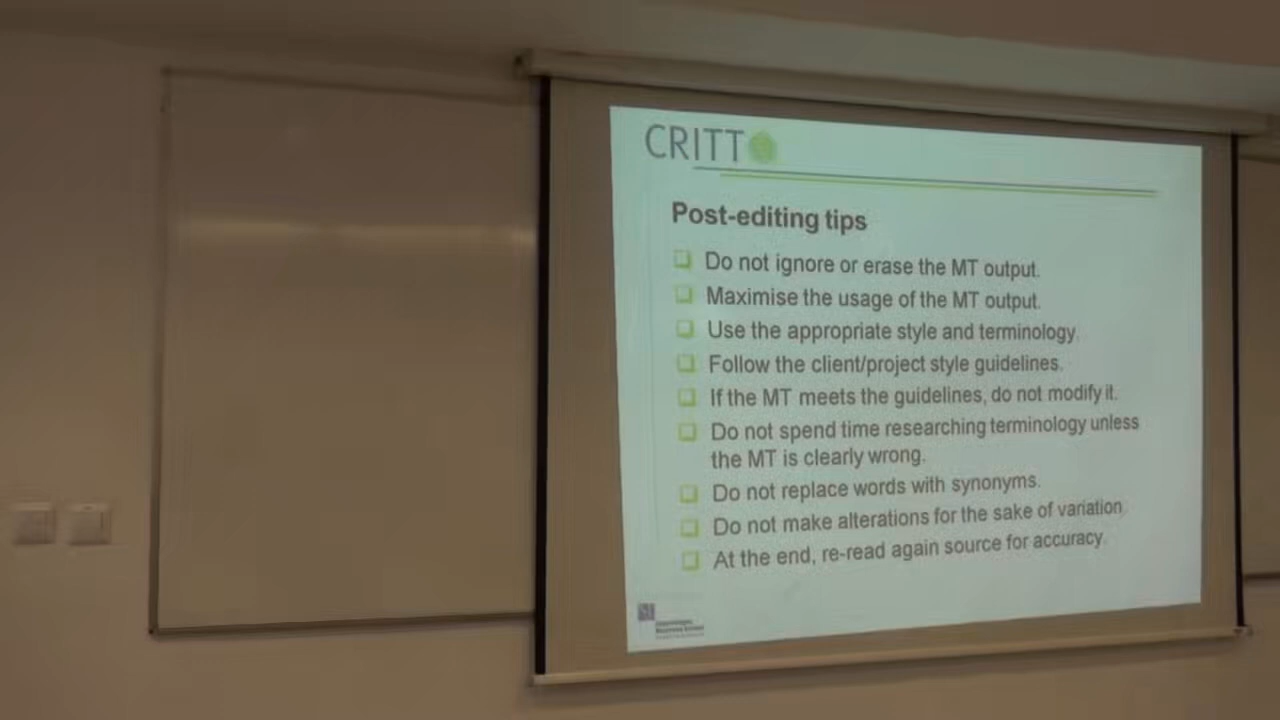 CRITT
Post-editing tips
Do not ignore or erase the MT output.
Maximise the usage of the MT output.
Use the appropriate style and terminology.
Follow the client/project style guidelines.
If the MT meets the guidelines, do not modify it.
Do not spend time researching terminology unless
the MT is clearly wrong.
Do not replace words with synonyms.
Do not make alterations for the sake of variation
At the end, re-read again source for accuracy.
Copenhagen
Business School